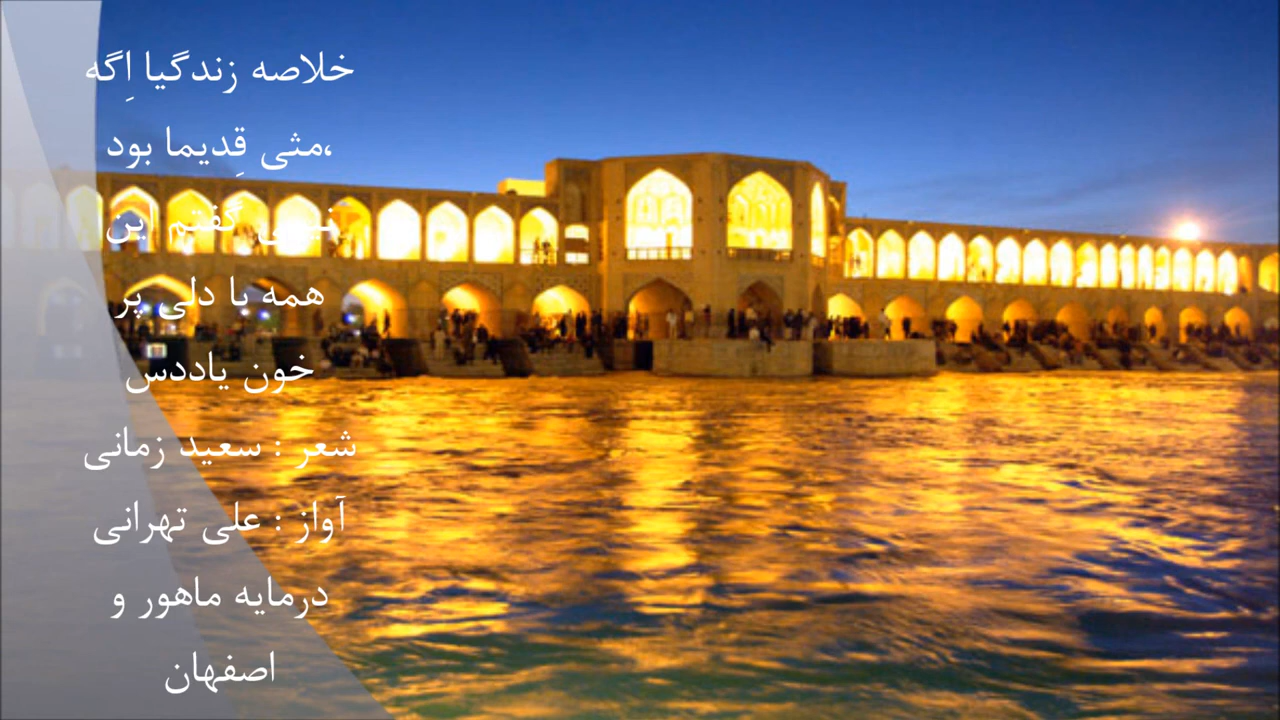 خلاصه زندگیا اِگه
مثی قِدیما بود،
گفتم این
همه با دلی پر
خون یاددس
شعر : سعید زمانی
آواز : علی تهرانی
درمایه ماهور و
اصفهان